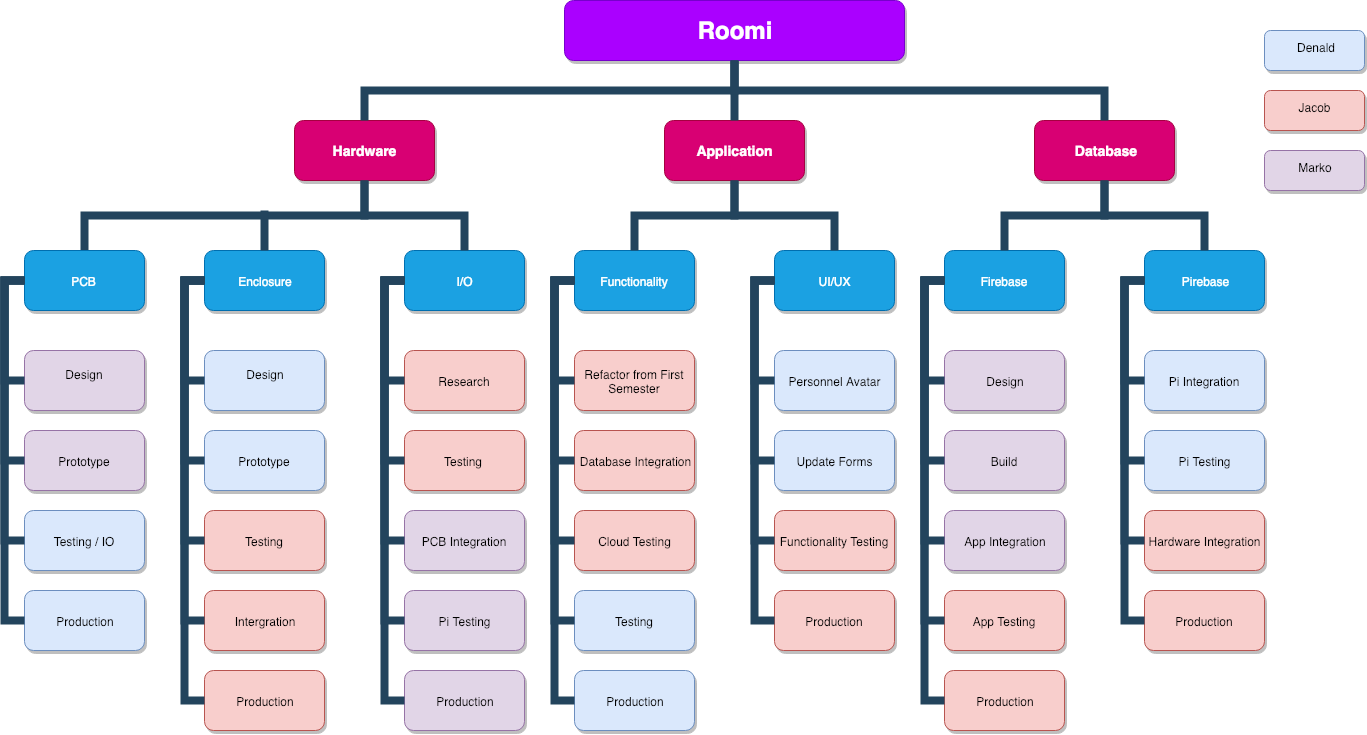 Roomi
Denald
Jacob
Marko
Hardware
Application
Database
PCB
Enclosure
I/O
Functionality
UI/UX
Firebase
Pirebase
Design
Design
Research
Refactor from First
Semester
Personnel Avatar
Design
Pi Integration
Prototype
Prototype
Testing
Database Integration
Update Forms
Build
Pi Testing
Testing / IO
Testing
PCB Integration
Cloud Testing
Functionality Testing
App Integration
Hardware Integration
Production
Intergration
Pi Testing
Testing
Production
App Testing
Production
Production
Production
Production
Production